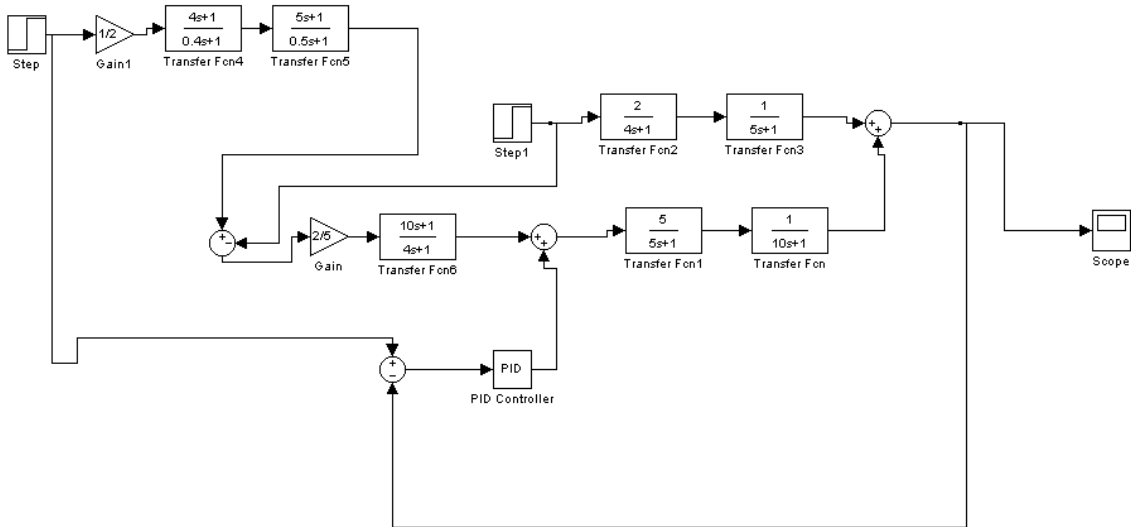 Step
1/2
Gain1
4s+1
0.4s+1
Transfer Fcn4
5s+1
0.5s+1
Transfer Fcn5
Step1
2
4s+1
Transfer Fcn2
1
5s+1
Transfer Fcn3
+
+
+
-
2/5
Gain
10s+1
4s+1
Transfer Fcn6
+
+
5
5s+1
Transfer Fcn1
1
10s+1
Transfer Fcn
Scope
+
-
PID
PID Controller